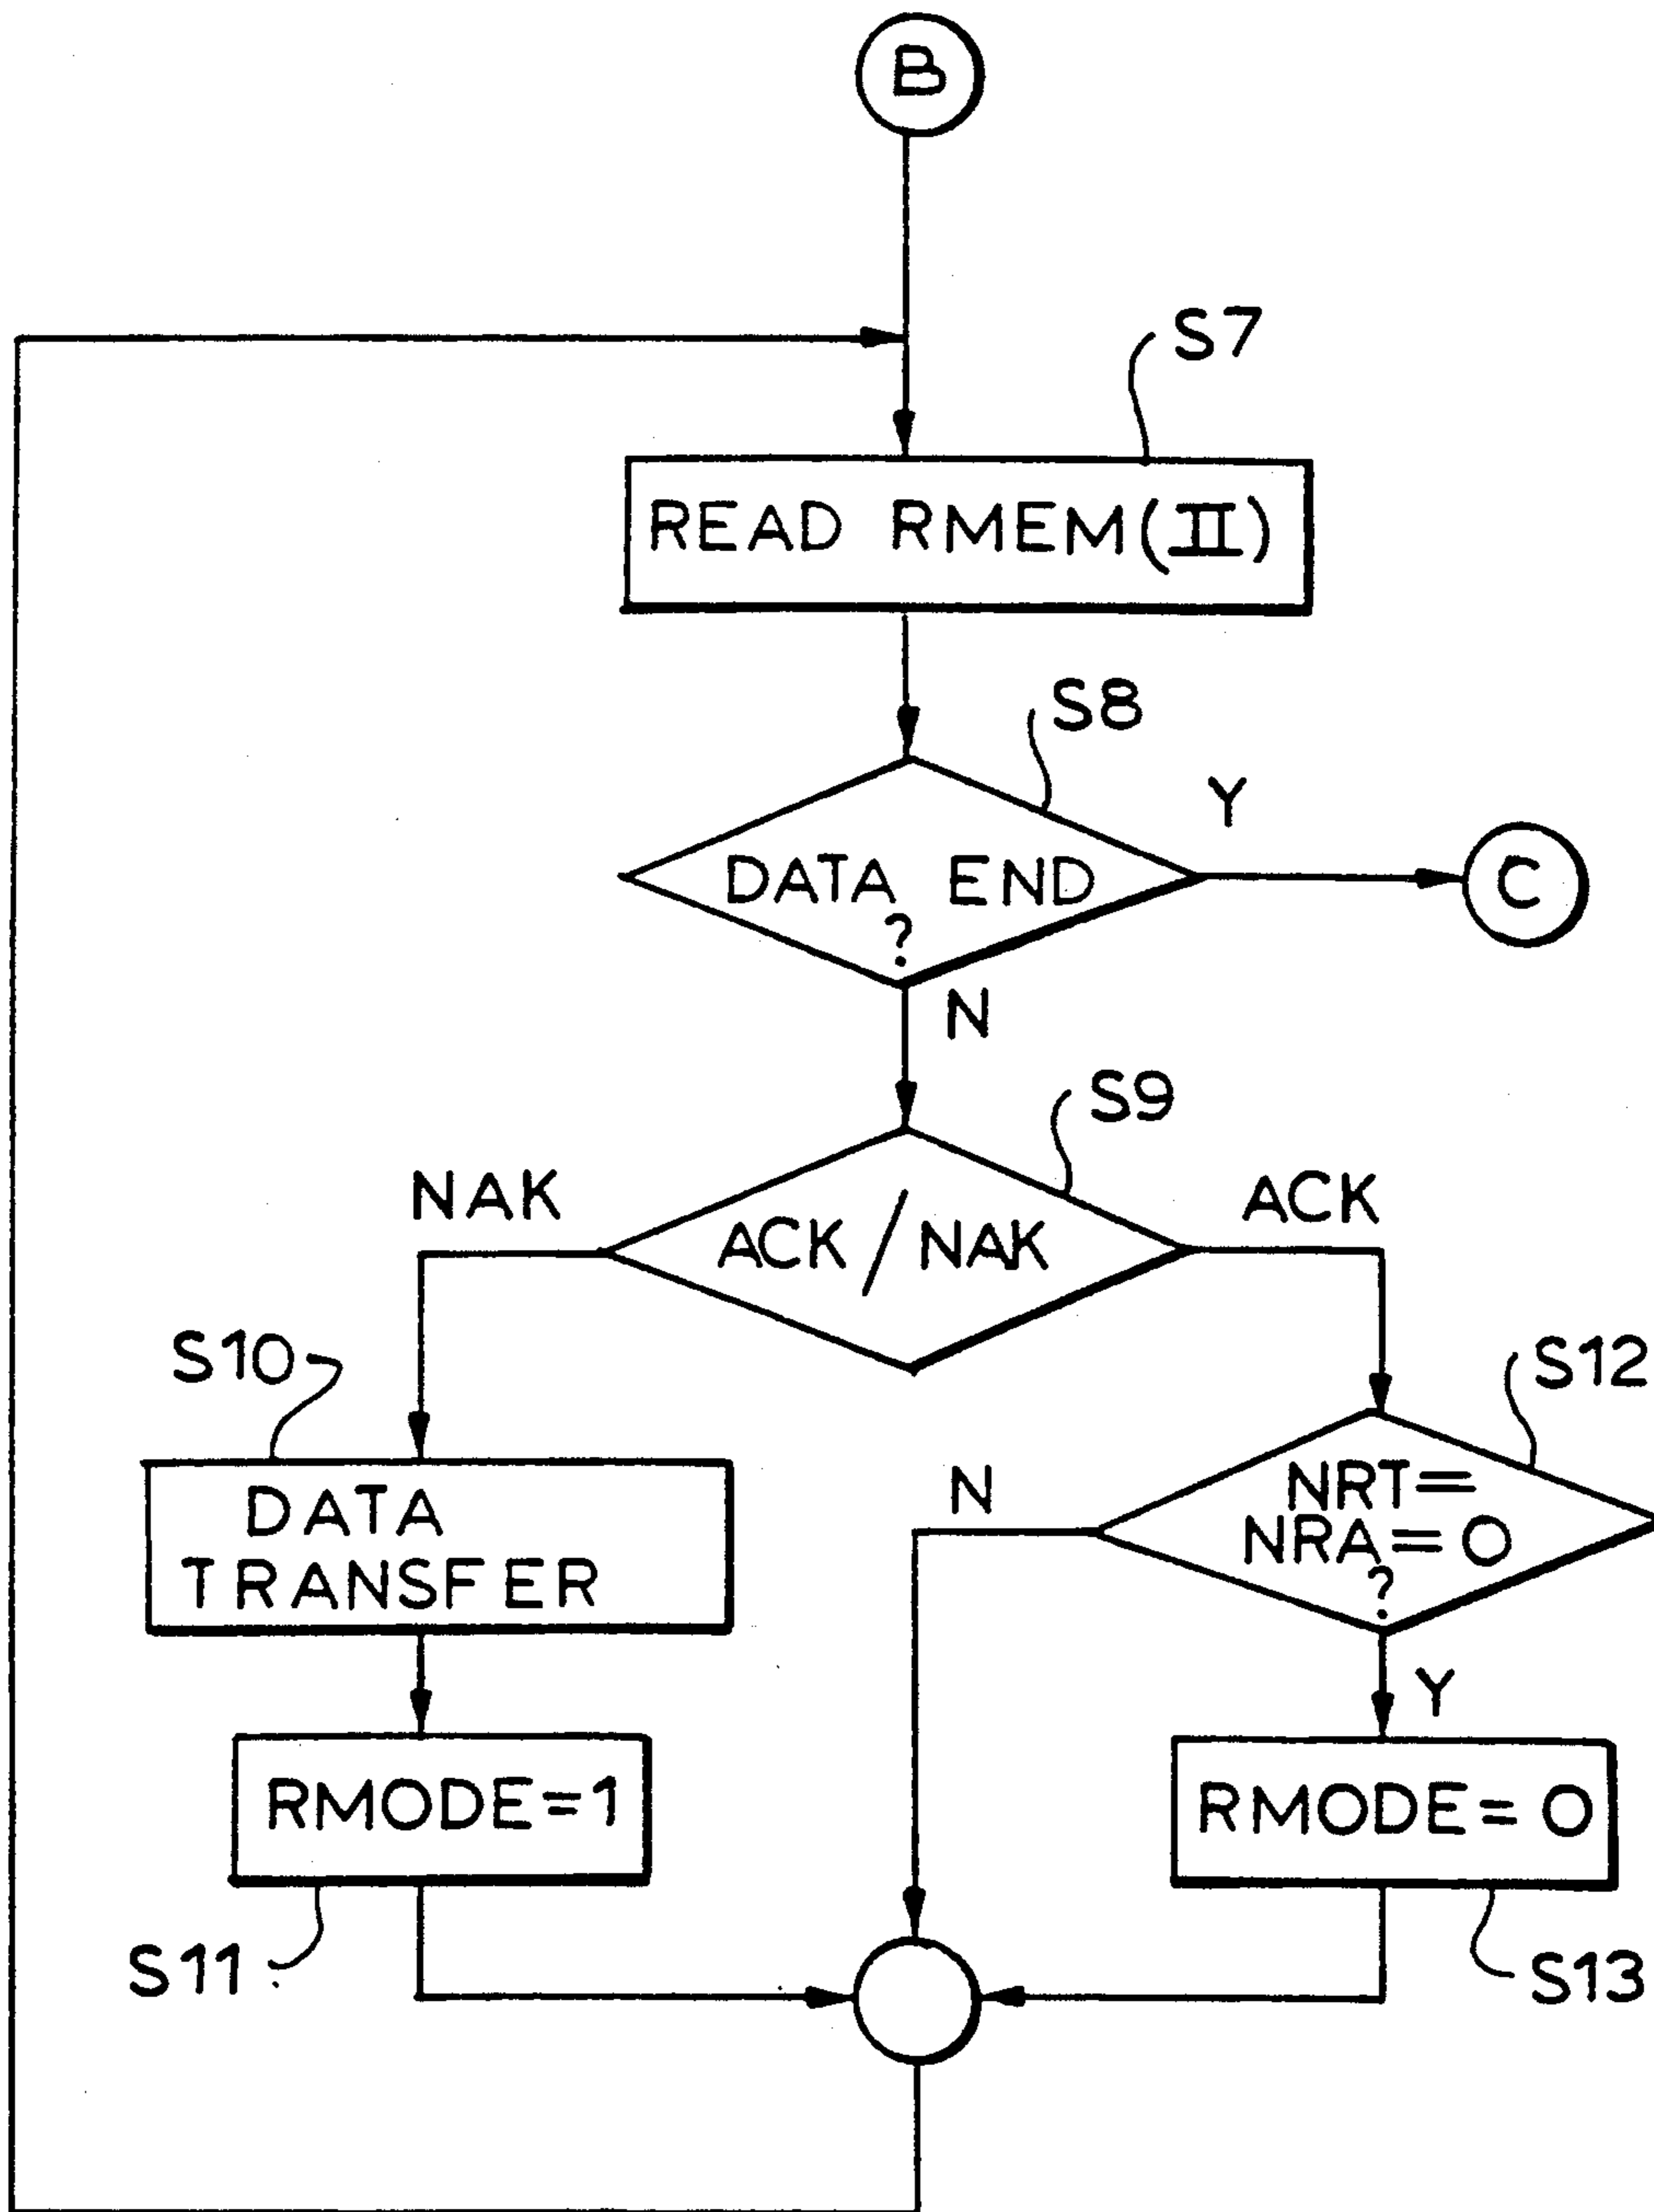 B
S7
READ RMEM(II)
S8
Y
DATA END
?
C
N
S9
NAK
ACK
ACK/NAK
S10
S12
N
NRT=
NRA=0
?
DATA
TRANSFER
Y
RMODE=1
RMODE=0
S11
S13